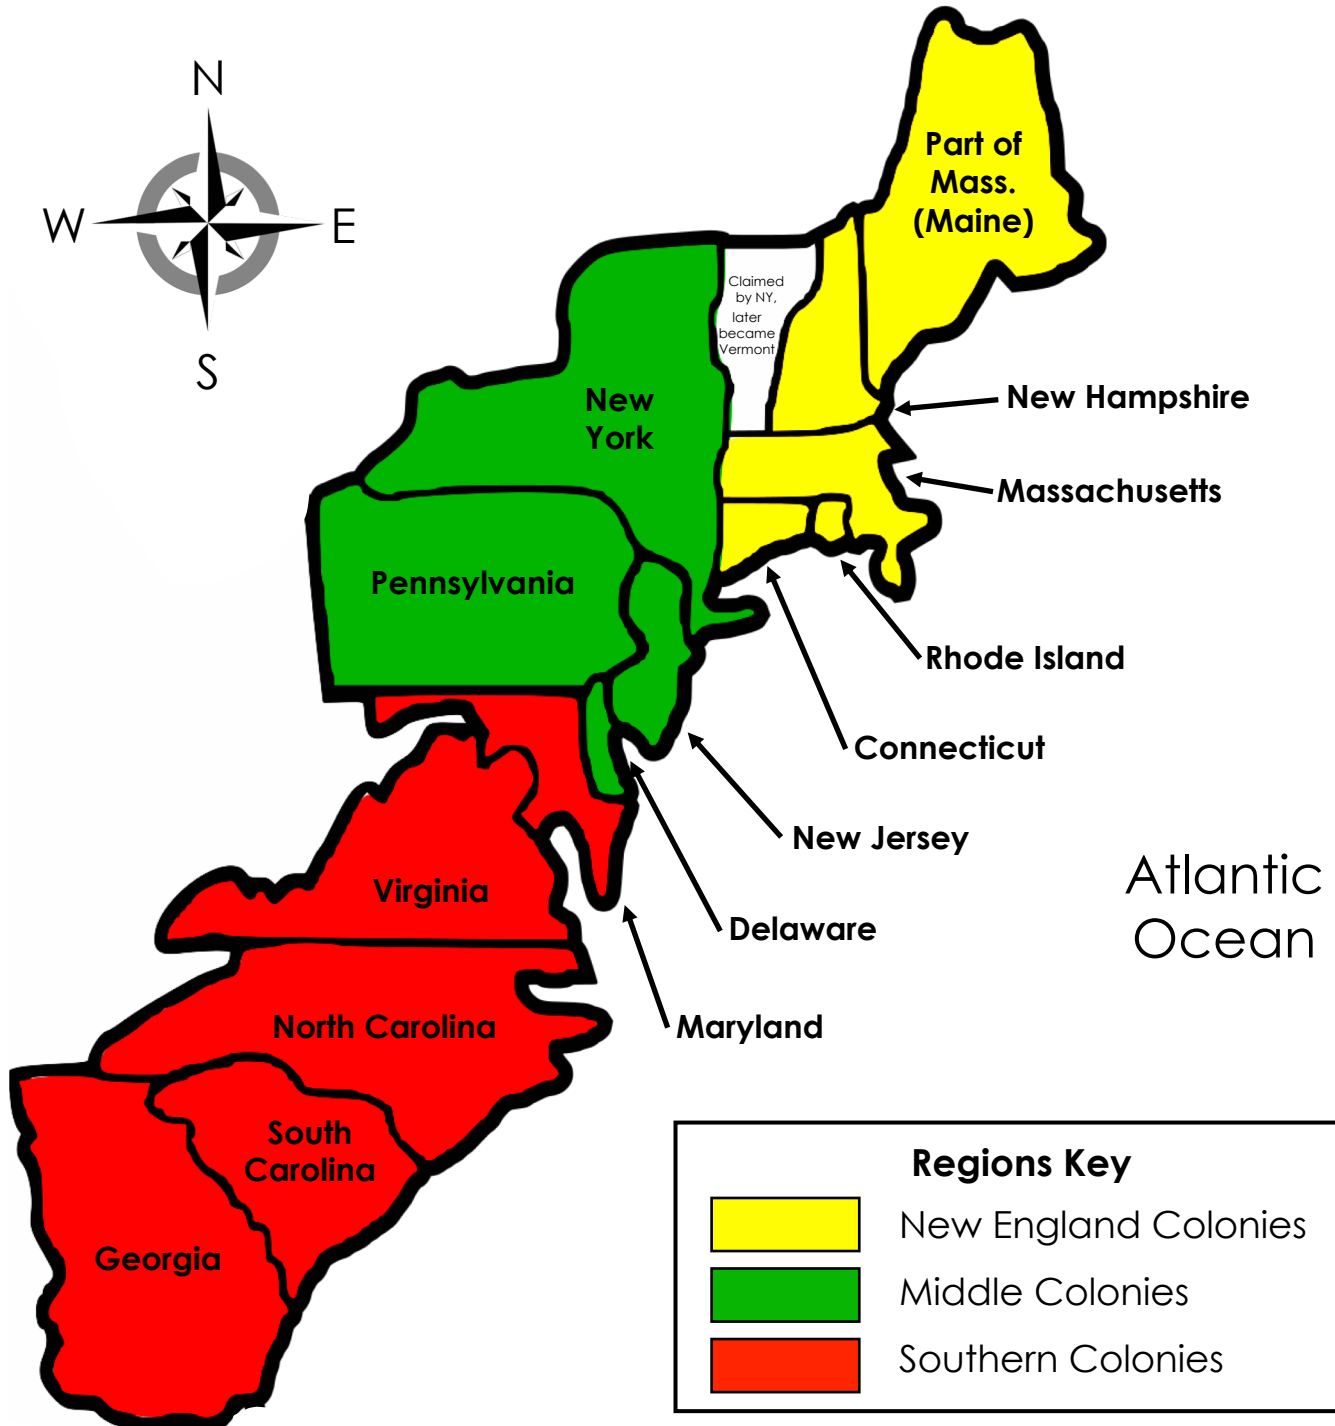 N
W
E
S
Part of
Mass.
(Maine)
Claimed
by NY,
later
became
Vermont
New
York
New Hampshire
Massachusetts
Pennsylvania
Rhode Island
Connecticut
New Jersey
Virginia
Delaware
Atlantic
Ocean
North Carolina
Maryland
South
Carolina
Georgia
Regions Key
New England Colonies
Middle Colonies
Southern Colonies